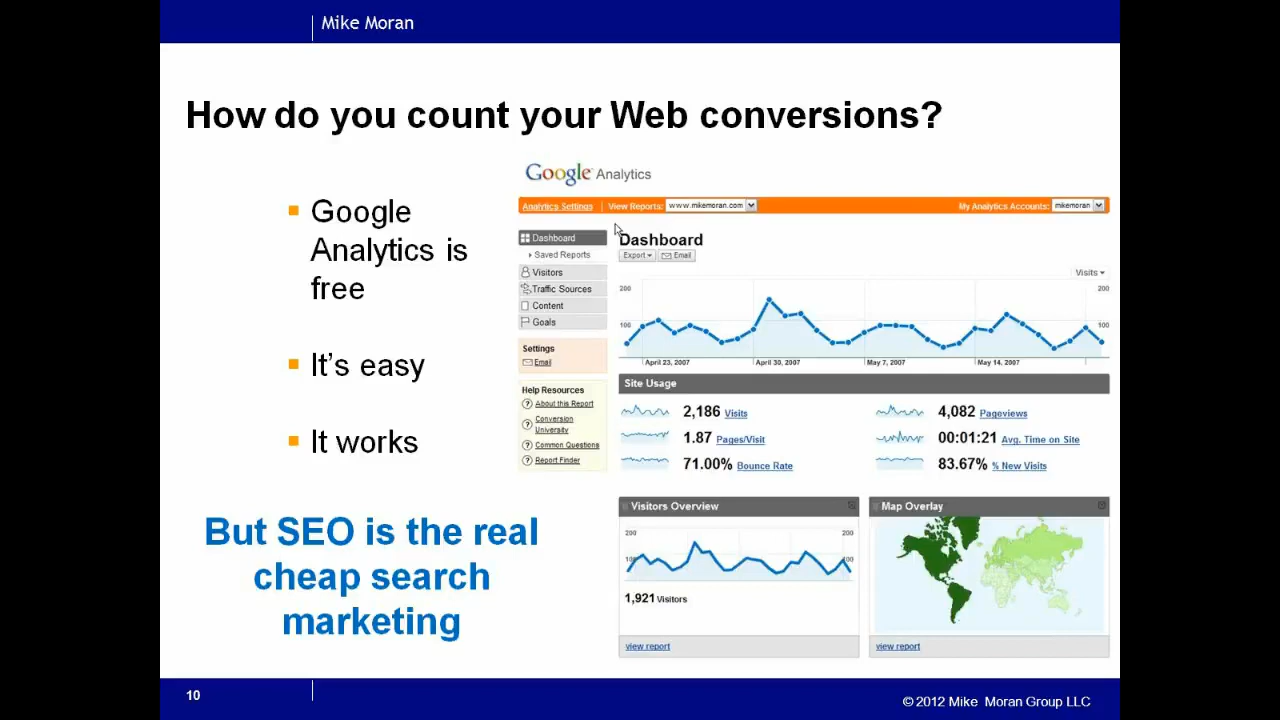 Mike Moran
How do you count your Web conversions?
Google
Analytics is
free
It's easy
It works
But SEO is the real
cheap search
marketing
Google Analytics
Analytics Settings | View Reports: www.mikemoran.com My Analytics Accounts: mikemoran
Dashboard
Saved Reports
Visitors
Traffic Sources
Content
Goals
Settings
Email
Help Resources
About this Report
Conversion
University
Common Questions
Report Finder
Dashboard
Export Email
Visits
200 200
100 100
April 23, 2007 April 30, 2007 May 7, 2007 May 14, 2007
Site Usage
2,186 Visits 4,082 Pageviews
1.87 Pages/Visit 00:01:21 Avg. Time on Site
71.00% Bounce Rate 83.67% % New Visits
Visitors Overview
200 200
100 100
1,921 Visitors
view report
Map Overlay
view report
10
© 2012 Mike Moran Group LLC